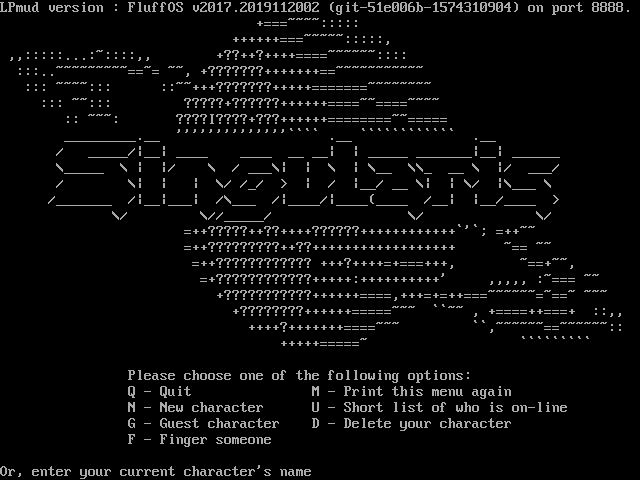 LPmud version : FluffOS v2017.2019112002 (git-51e006b-1574310904) on port 8888.
Singularis
Please choose one of the following options:
Q - Quit M - Print this menu again
N - New character U - Short list of who is on-line
G - Guest character D - Delete your character
F - Finger someone
Or, enter your current character's name